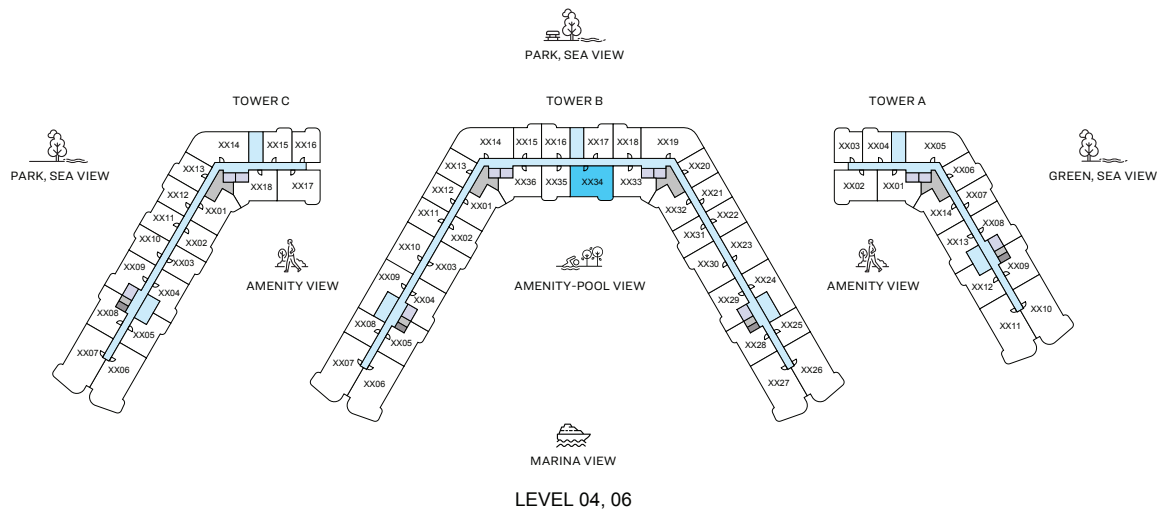 PARK, SEA VIEW
TOWER C
TOWER B
TOWER A
PARK, SEA VIEW
GREEN, SEA VIEW
XX14
XX15
XX16
XX13
XX12
XX11
XX10
XX09
XX08
XX07
XX06
XX05
XX04
XX03
XX02
XX01
XX18
XX17
AMENITY VIEW
XX14
XX15
XX16
XX17
XX18
XX19
XX13
XX12
XX11
XX10
XX09
XX08
XX07
XX06
XX05
XX04
XX03
XX02
XX01
XX36
XX35
XX34
XX33
XX32
XX31
XX30
XX29
XX28
XX27
XX26
XX25
XX24
XX23
XX22
XX21
XX20
AMENITY-POOL VIEW
AMENITY VIEW
XX03
XX04
XX05
XX02
XX01
XX06
XX07
XX08
XX09
XX10
XX11
XX12
XX13
XX14
MARINA VIEW
LEVEL 04, 06